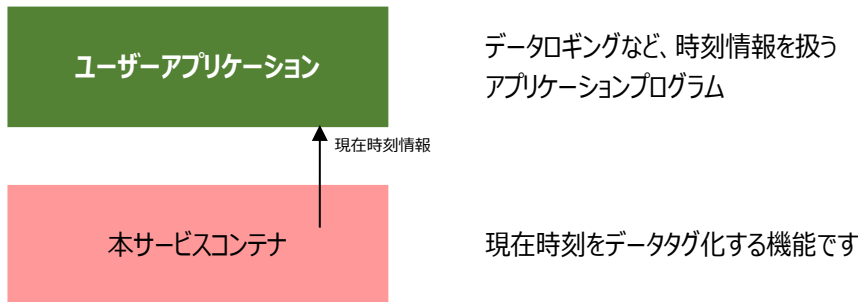 ユーザーアプリケーション
データロギングなど、時刻情報を扱う
アプリケーションプログラム
現在時刻情報
本サービスコンテナ
現在時刻をデータタグ化する機能です